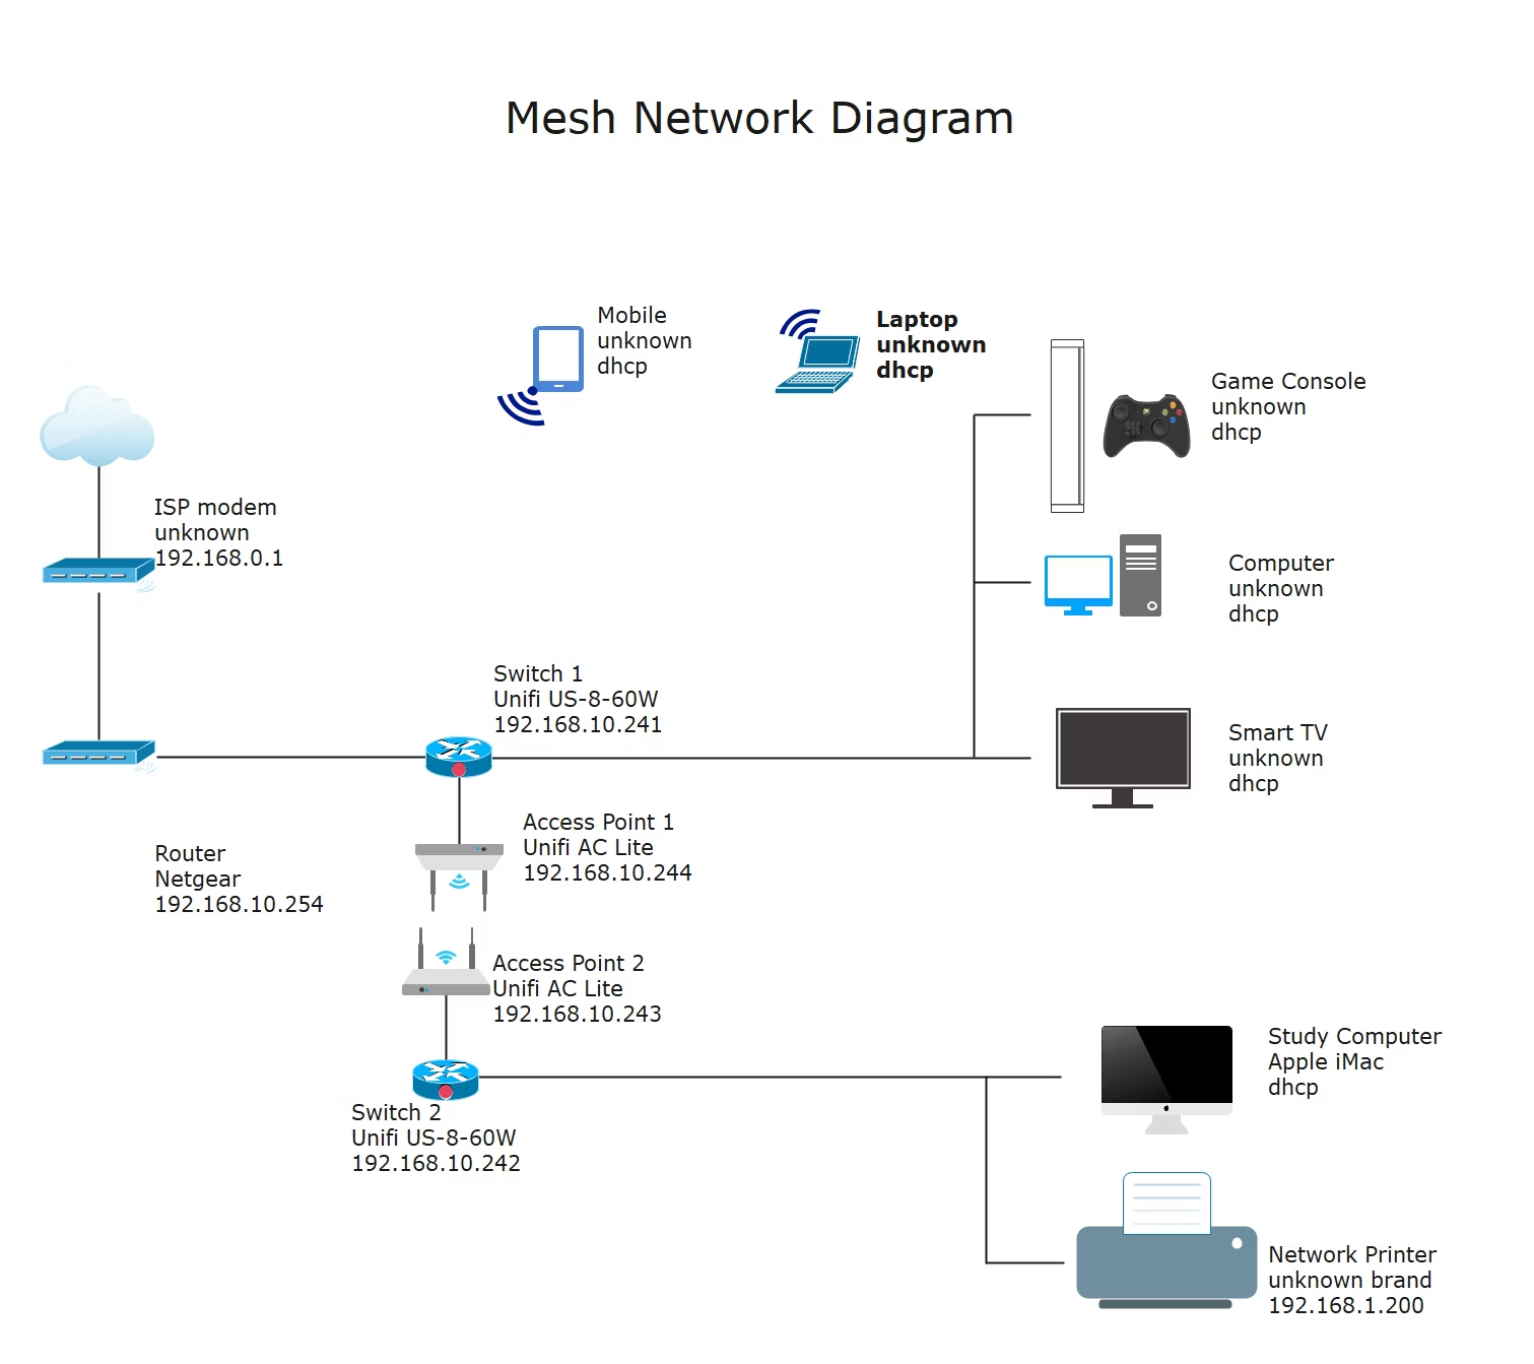 Mesh Network Diagram
Mobile
unknown
dhcp
Laptop
unknown
dhcp
Game Console
unknown
dhcp
ISP modem
unknown
192.168.0.1
Computer
unknown
dhcp
Switch 1
Unifi US-8-60W
192.168.10.241
Smart TV
unknown
dhcp
Access Point 1
Unifi AC Lite
192.168.10.244
Router
Netgear
192.168.10.254
Access Point 2
Unifi AC Lite
192.168.10.243
Study Computer
Apple iMac
dhcp
Switch 2
Unifi US-8-60W
192.168.10.242
Network Printer
unknown brand
192.168.1.200